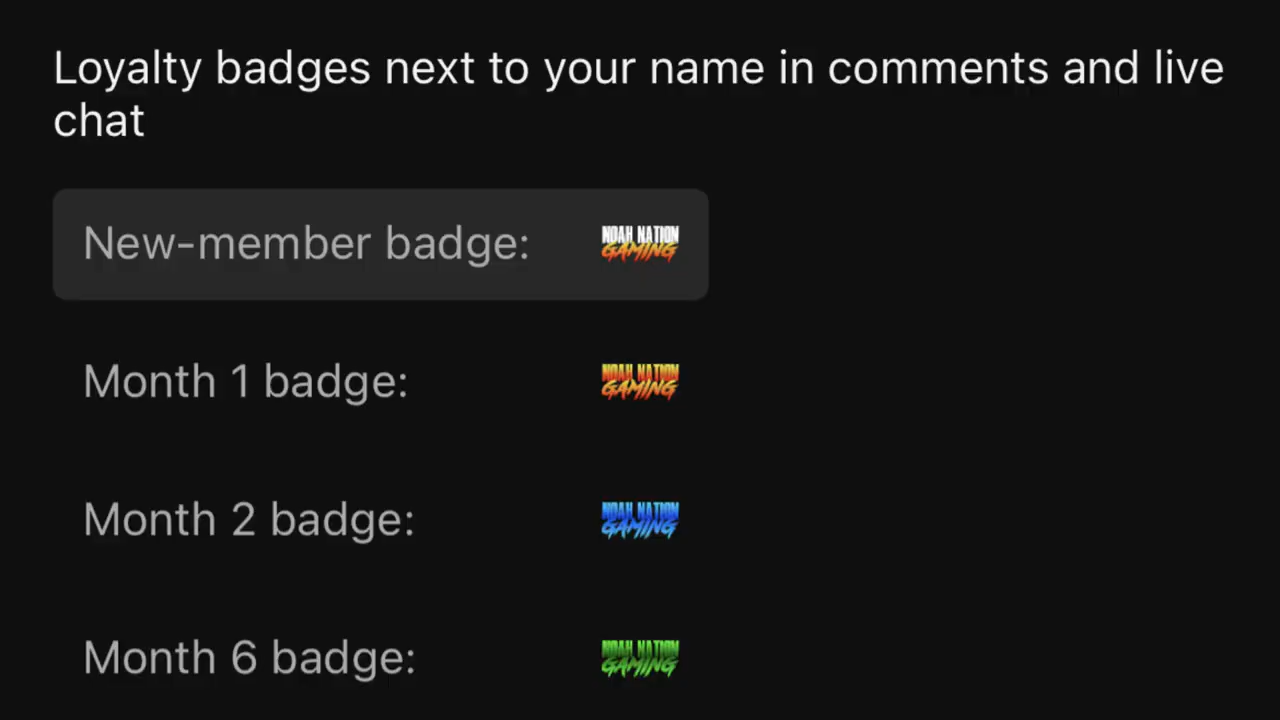 Loyalty badges next to your name in comments and live
chat
New-member badge:
NOAH NATION
GAMING
Month 1 badge:
NOAH NATION
GAMING
Month 2 badge:
NOAH NATION
GAMING
Month 6 badge:
NOAH NATION
GAMING